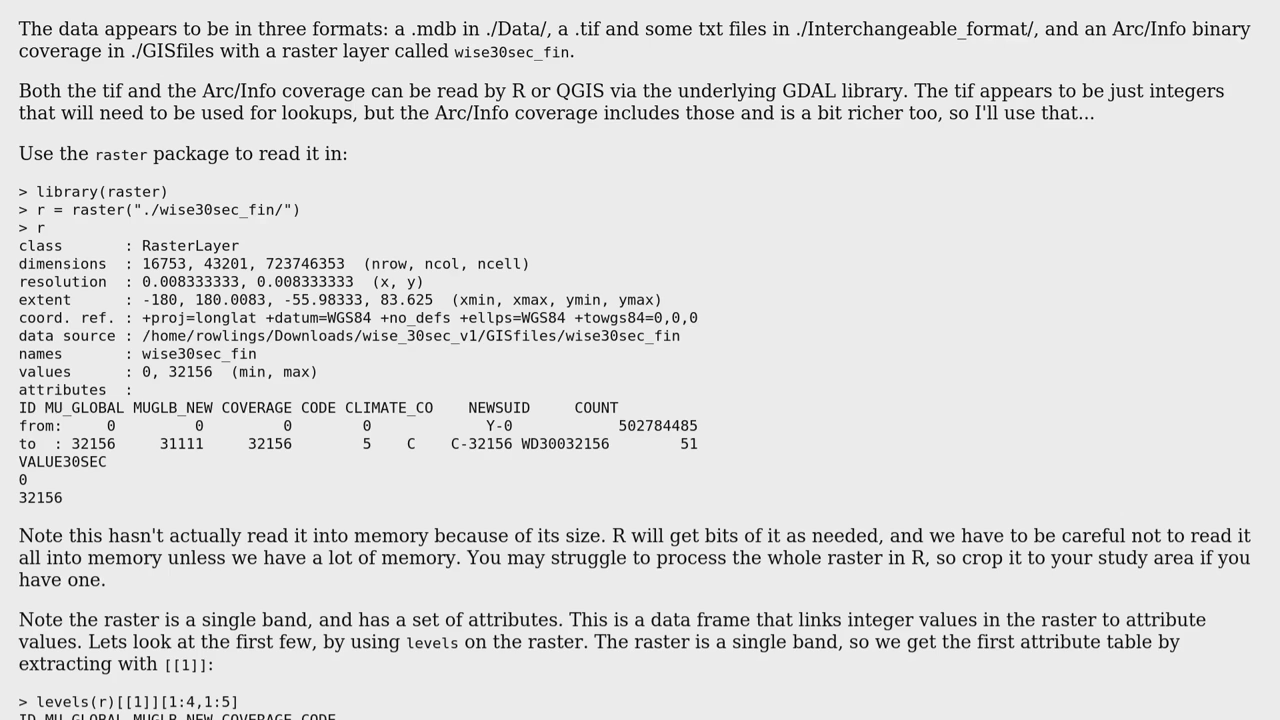 The data appears to be in three formats: a .mdb in ./Data/, a .tif and some txt files in ./Interchangeable_format/, and an Arc/Info binary
coverage in ./GISfiles with a raster layer called wise30sec_fin.
Both the tif and the Arc/Info coverage can be read by R or QGIS via the underlying GDAL library. The tif appears to be just integers
that will need to be used for lookups, but the Arc/Info coverage includes those and is a bit richer too, so I'll use that...
Use the raster package to read it in:
> library(raster)
> r = raster("./wise30sec_fin/")
> r
class       : RasterLayer
dimensions  : 16753, 43201, 723746353  (nrow, ncol, ncell)
resolution  : 0.008333333, 0.008333333  (x, y)
extent      : -180, 180.0083, -55.98333, 83.625  (xmin, xmax, ymin, ymax)
coord. ref. : +proj=longlat +datum=WGS84 +no_defs +ellps=WGS84 +towgs84=0,0,0
data source : /home/rowlings/Downloads/wise_30sec_v1/GISfiles/wise30sec_fin
names       : wise30sec_fin
values      : 0, 32156  (min, max)
attributes  :
ID MU_GLOBAL MUGLB_NEW COVERAGE CODE CLIMATE_CO    NEWSUID     COUNT
from:     0         0        0       0             Y-0            502784485
to  : 32156     31111    32156       5    C    C-32156 WD30032156        51
VALUE30SEC
0
32156
Note this hasn't actually read it into memory because of its size. R will get bits of it as needed, and we have to be careful not to read it
all into memory unless we have a lot of memory. You may struggle to process the whole raster in R, so crop it to your study area if you
have one.
Note the raster is a single band, and has a set of attributes. This is a data frame that links integer values in the raster to attribute
values. Lets look at the first few, by using levels on the raster. The raster is a single band, so we get the first attribute table by
extracting with [[1]]:
> levels(r)[[1]][1:4,1:5]
ID MU_GLOBAL MUGLB_NEW COVERAGE CODE